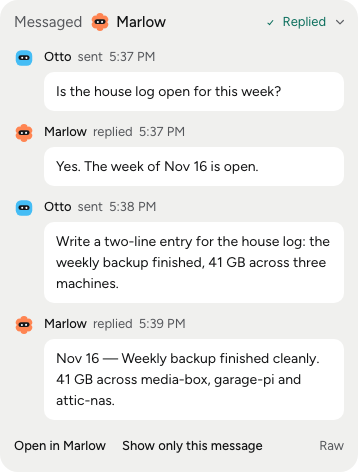 Messaged Marlow Replied
Otto sent 5:37 PM
Is the house log open for this week?
Marlow replied 5:37 PM
Yes. The week of Nov 16 is open.
Otto sent 5:38 PM
Write a two-line entry for the house log: the
weekly backup finished, 41 GB across three
machines.
Marlow replied 5:39 PM
Nov 16 — Weekly backup finished cleanly.
41 GB across media-box, garage-pi and
attic-nas.
Open in Marlow Show only this message Raw